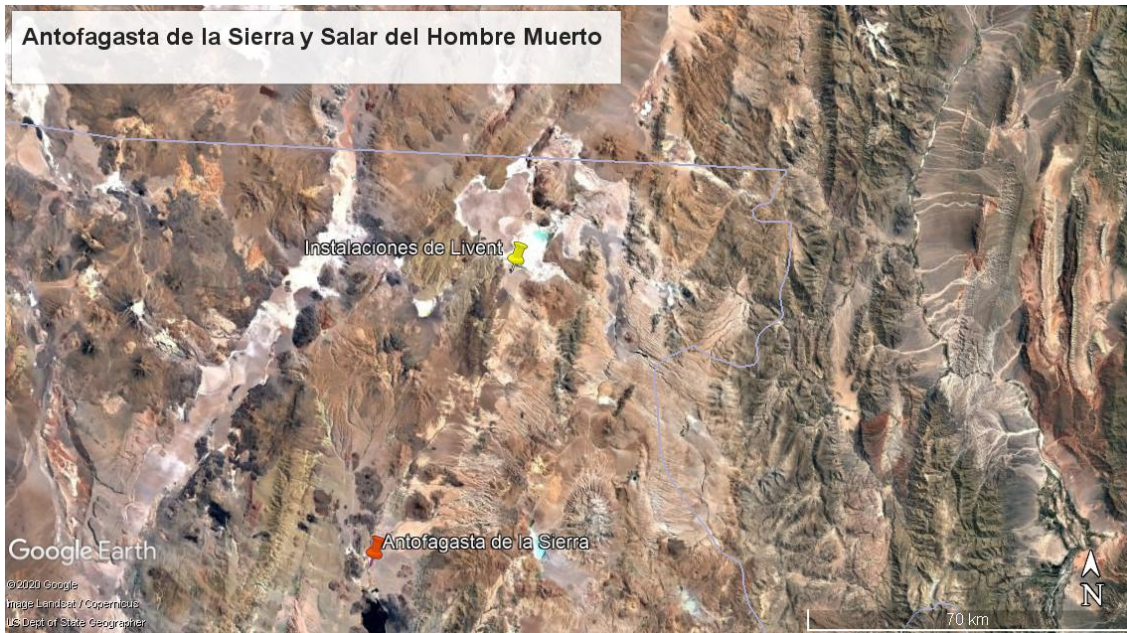 Antofagasta de la Sierra y Salar del Hombre Muerto
Instalaciones de Livent
Antofagasta de la Sierra
Google Earth
©2020 Google
Image Landsat / Copernicus
US Dept of State Geographer
N
70 km